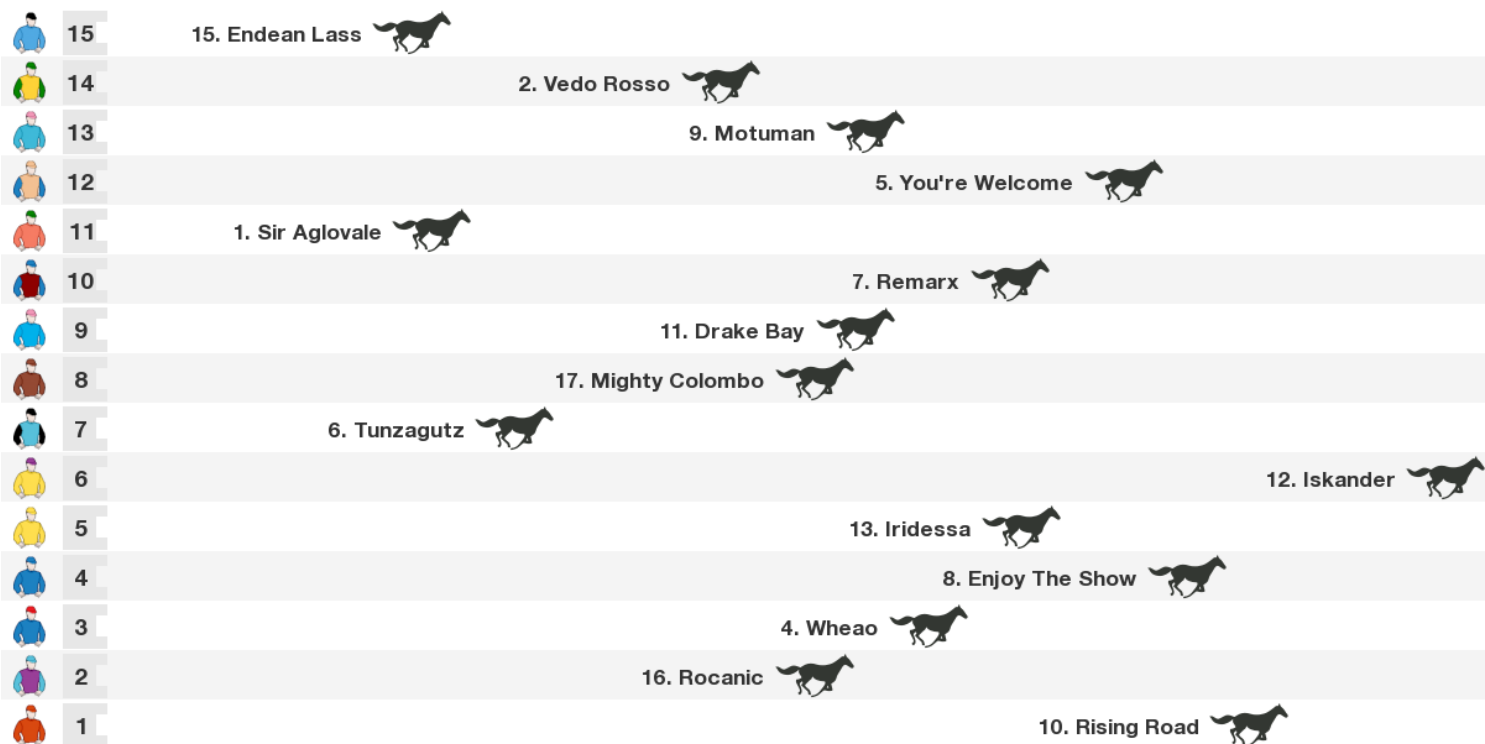 15 15. Endean Lass
14 2. Vedo Rosso
13 9. Motuman
12 5. You're Welcome
11 1. Sir Aglovale
10 7. Remarx
9 11. Drake Bay
8 17. Mighty Colombo
7 6. Tunzagutz
6 12. Iskander
5 13. Iridessa
4 8. Enjoy The Show
3 4. Wheao
2 16. Rocanic
1 10. Rising Road